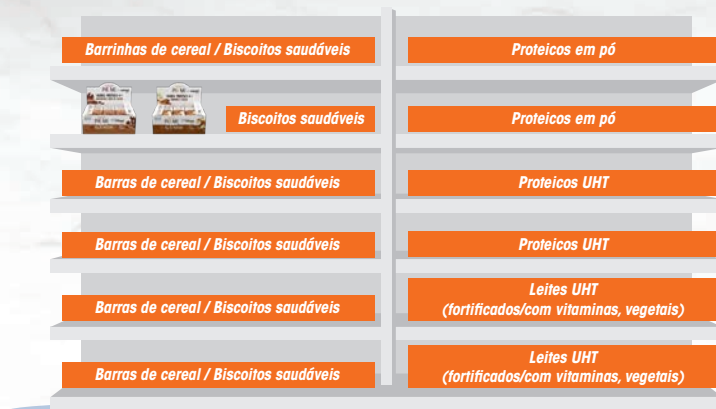 Barrinhas de cereal / Biscoitos saudáveis
Proteicos em pó
Biscoitos saudáveis
Proteicos em pó
Barras de cereal / Biscoitos saudáveis
Proteicos UHT
Barras de cereal / Biscoitos saudáveis
Proteicos UHT
Barras de cereal / Biscoitos saudáveis
Leites UHT
(fortificados/com vitaminas, vegetais)
Barras de cereal / Biscoitos saudáveis
Leites UHT
(fortificados/com vitaminas, vegetais)